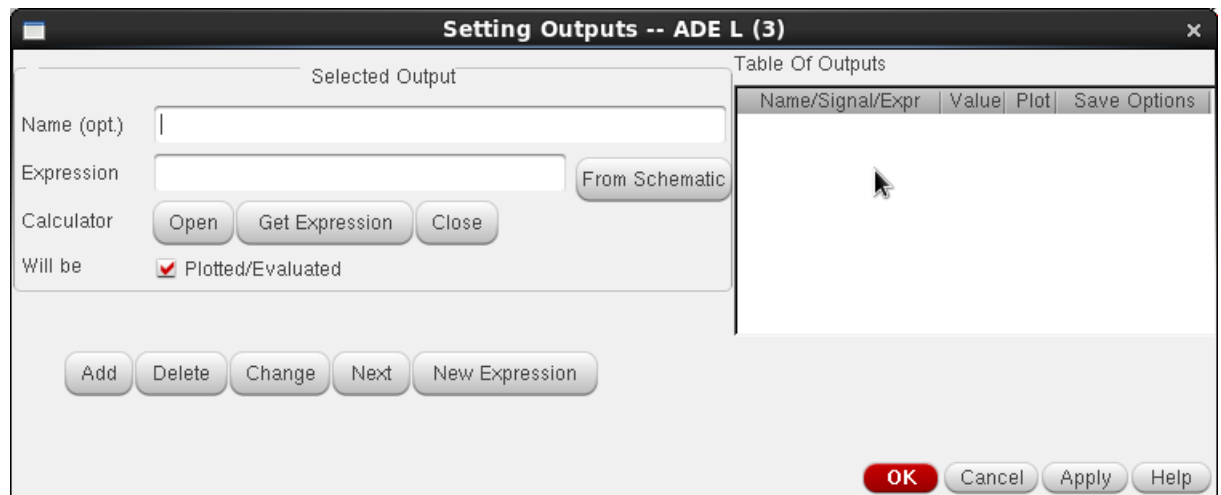 Setting Outputs -- ADE L (3)
Selected Output
Name (opt.)
Expression
From Schematic
Calculator
Open
Get Expression
Close
Will be
Plotted/Evaluated
Add
Delete
Change
Next
New Expression
Table Of Outputs
Name/Signal/Expr Value Plot Save Options
OK
Cancel
Apply
Help